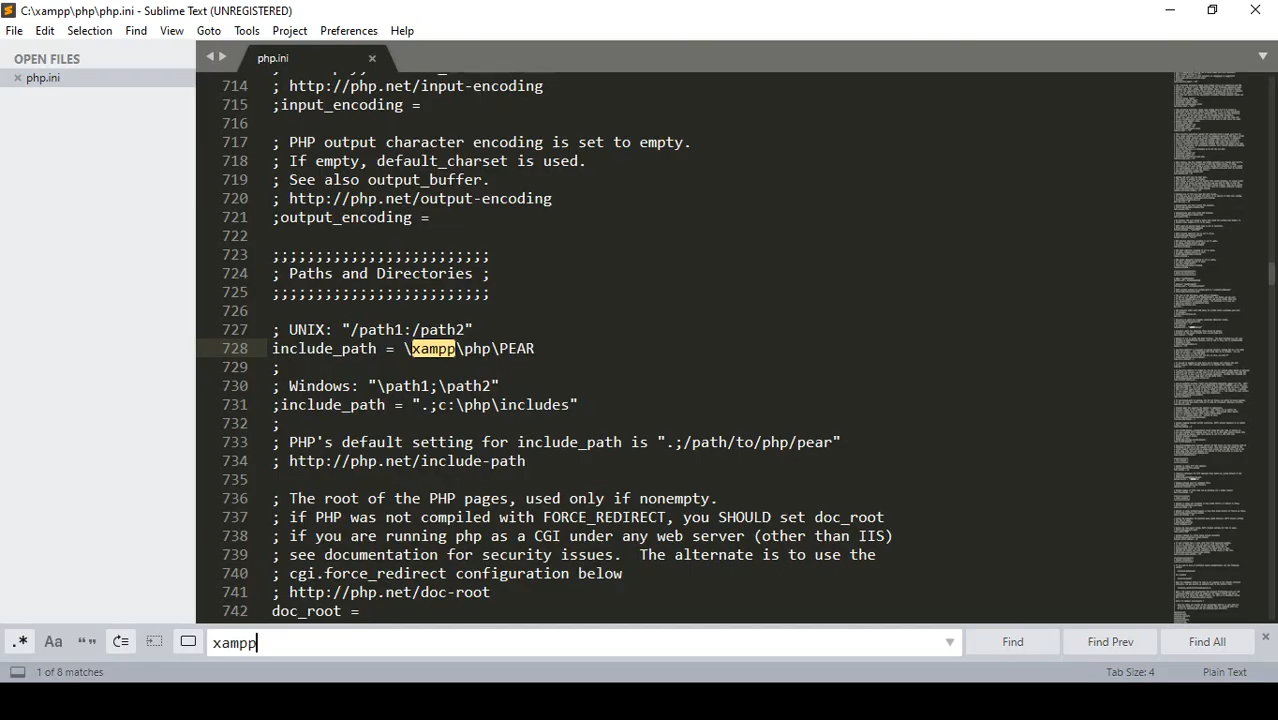 C:\xampp\php\php.ini - Sublime Text (UNREGISTERED)
File Edit Selection Find View Goto Tools Project Preferences Help
OPEN FILES
php.ini
php.ini
714 ; http://php.net/input-encoding
715 ;input_encoding =
716
717 ; PHP output character encoding is set to empty.
718 ; If empty, default_charset is used.
719 ; See also output_buffer.
720 ; http://php.net/output-encoding
721 ;output_encoding =
722
723 ;;;;;;;;;;;;;;;;;;;;;;;;;
724 ; Paths and Directories ;
725 ;;;;;;;;;;;;;;;;;;;;;;;;;
726
727 ; UNIX: "/path1:/path2"
728 include_path = \xampp\php\PEAR
729 ;
730 ; Windows: "\path1;\path2"
731 ;include_path = ".;c:\php\includes"
732 ;
733 ; PHP's default setting for include_path is ".;/path/to/php/pear"
734 ; http://php.net/include-path
735
736 ; The root of the PHP pages, used only if nonempty.
737 ; if PHP was not compiled with FORCE_REDIRECT, you SHOULD set doc_root
738 ; if you are running php as a CGI under any web server (other than IIS)
739 ; see documentation for security issues.  The alternate is to use the
740 ; cgi.force_redirect configuration below
741 ; http://php.net/doc-root
742 doc_root =
.* Aa “” xampp Find Find Prev Find All
1 of 8 matches Tab Size: 4 Plain Text